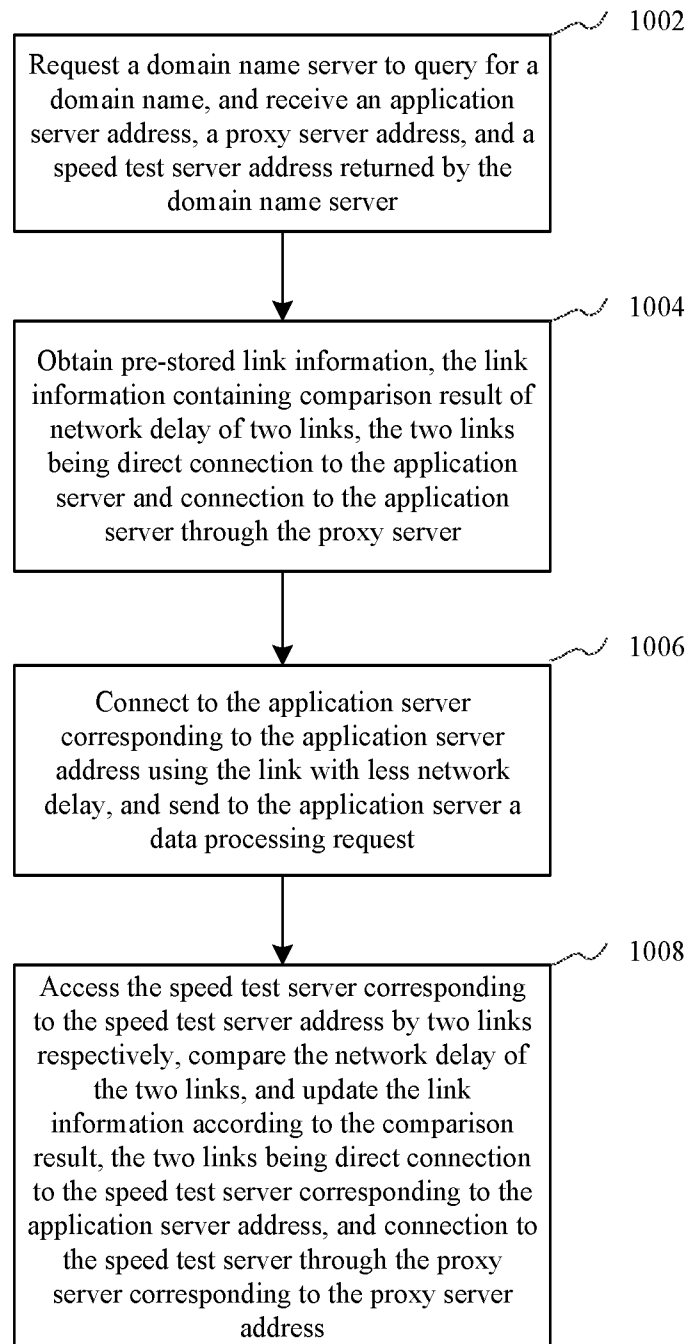 1002
Request a domain name server to query for a
domain name, and receive an application
server address, a proxy server address, and a
speed test server address returned by the
domain name server
1004
Obtain pre-stored link information, the link
information containing comparison result of
network delay of two links, the two links
being direct connection to the application
server and connection to the application
server through the proxy server
1006
Connect to the application server
corresponding to the application server
address using the link with less network
delay, and send to the application server a
data processing request
1008
Access the speed test server corresponding
to the speed test server address by two links
respectively, compare the network delay of
the two links, and update the link
information according to the comparison
result, the two links being direct connection
to the speed test server corresponding to the
application server address, and connection to
the speed test server through the proxy
server corresponding to the proxy server
address